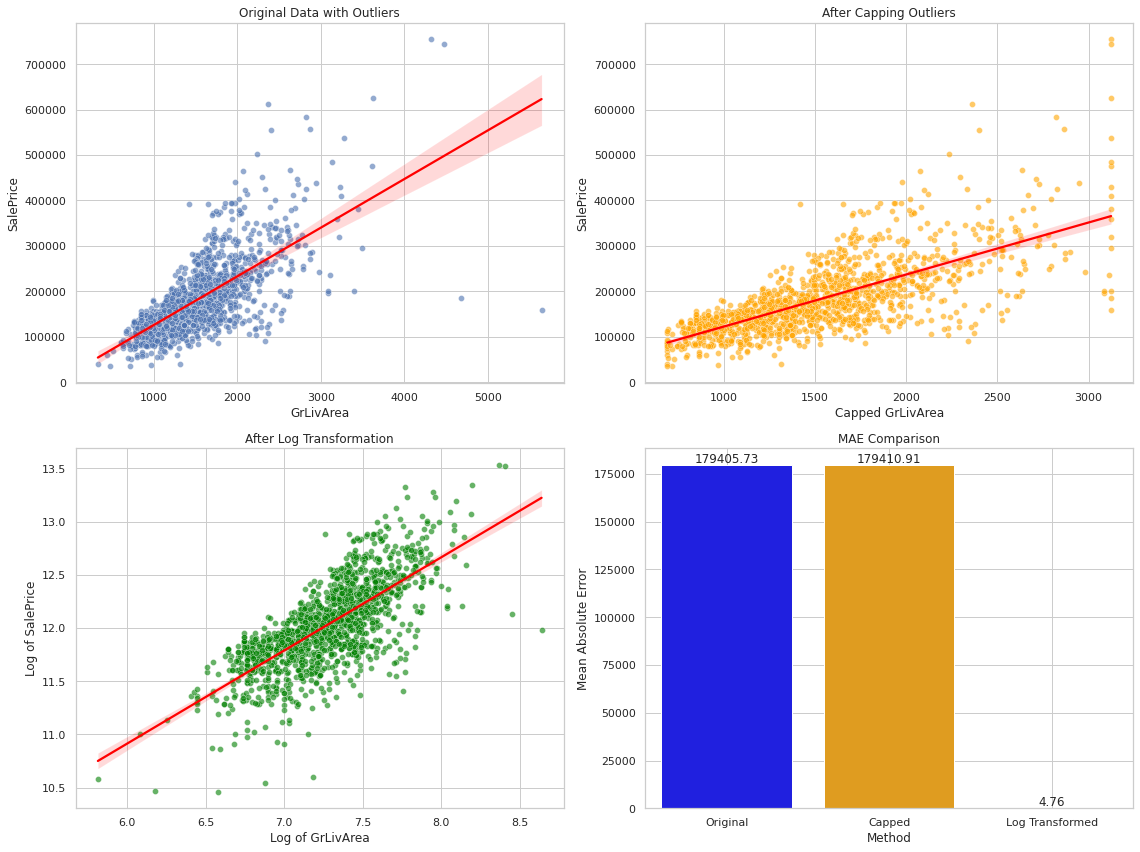 Original Data with Outliers
SalePrice
700000
600000
500000
400000
300000
200000
100000
0
1000 2000 3000 4000 5000
GrLivArea
After Capping Outliers
SalePrice
700000
600000
500000
400000
300000
200000
100000
0
1000 1500 2000 2500 3000
Capped GrLivArea
After Log Transformation
Log of SalePrice
13.5
13.0
12.5
12.0
11.5
11.0
10.5
6.0 6.5 7.0 7.5 8.0 8.5
Log of GrLivArea
MAE Comparison
Mean Absolute Error
175000
150000
125000
100000
75000
50000
25000
0
179405.73 179410.91 4.76
Original Capped Log Transformed
Method